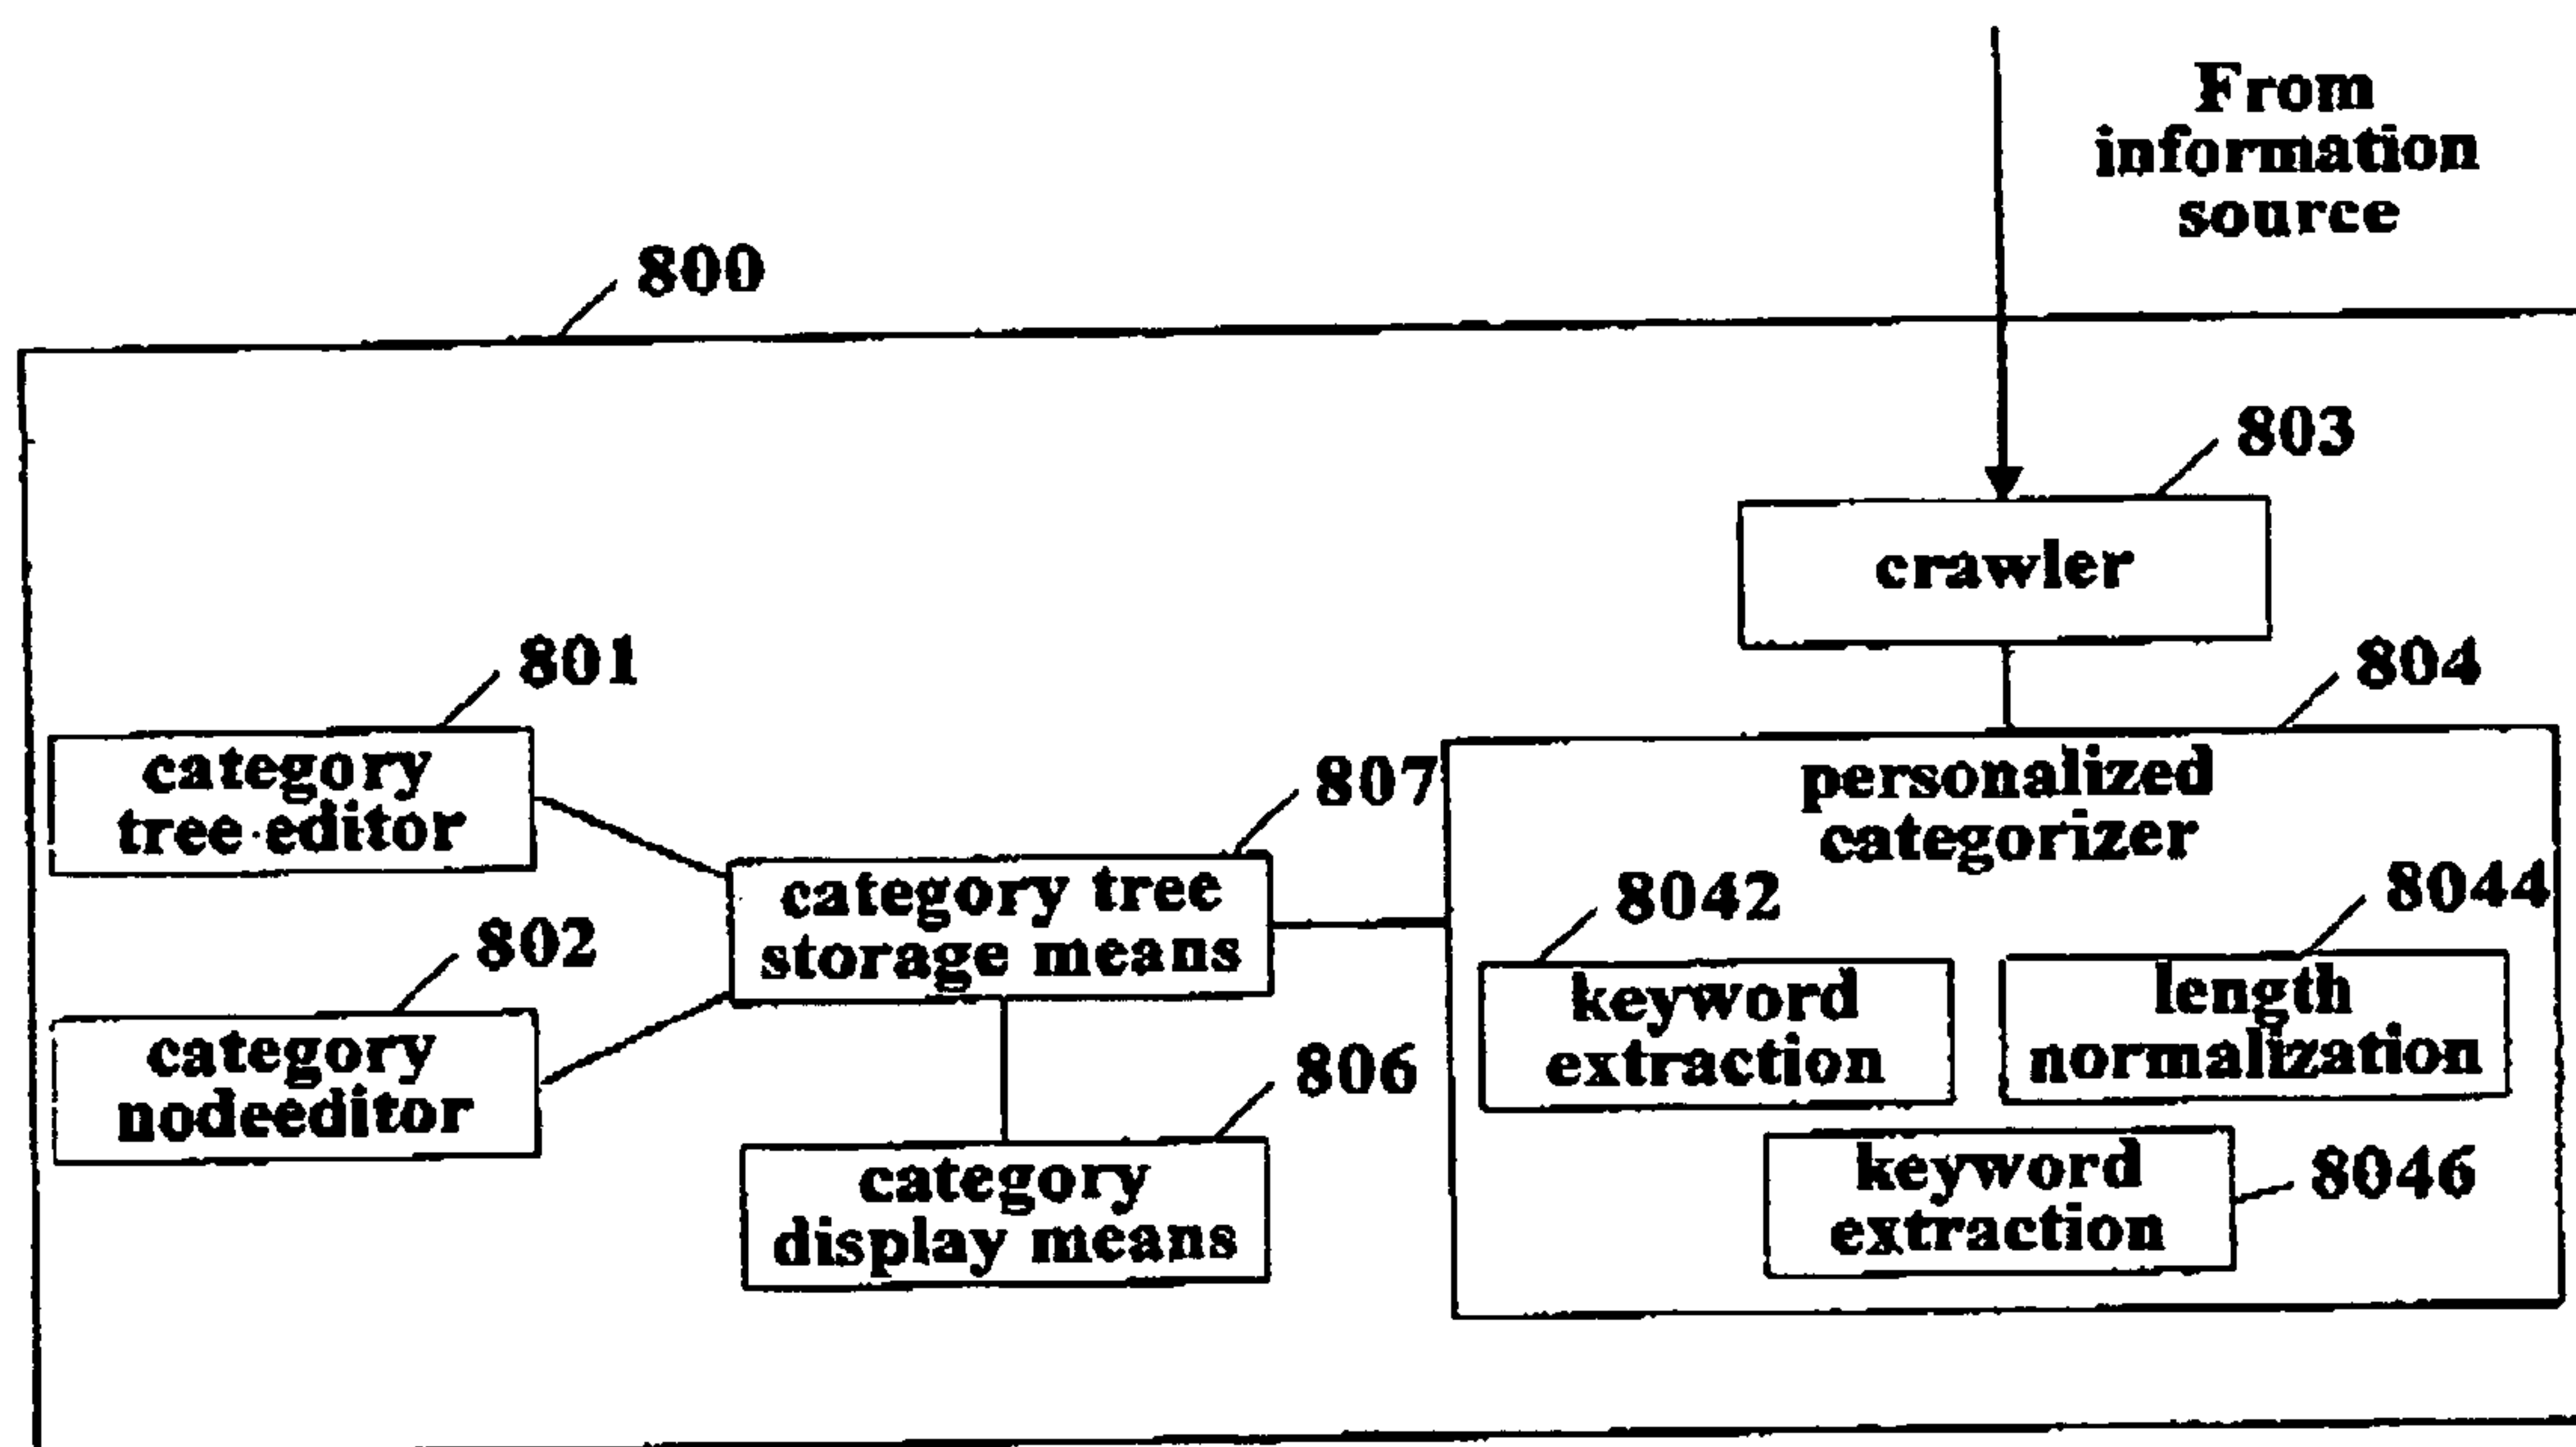 From
information
source
800
803
crawler
801
804
category
tree editor
807
personalized
categorizer
802
category tree
storage means
8042
8044
category
nodeeditor
keyword
extraction
length
normalization
806
category
display means
keyword
extraction
8046